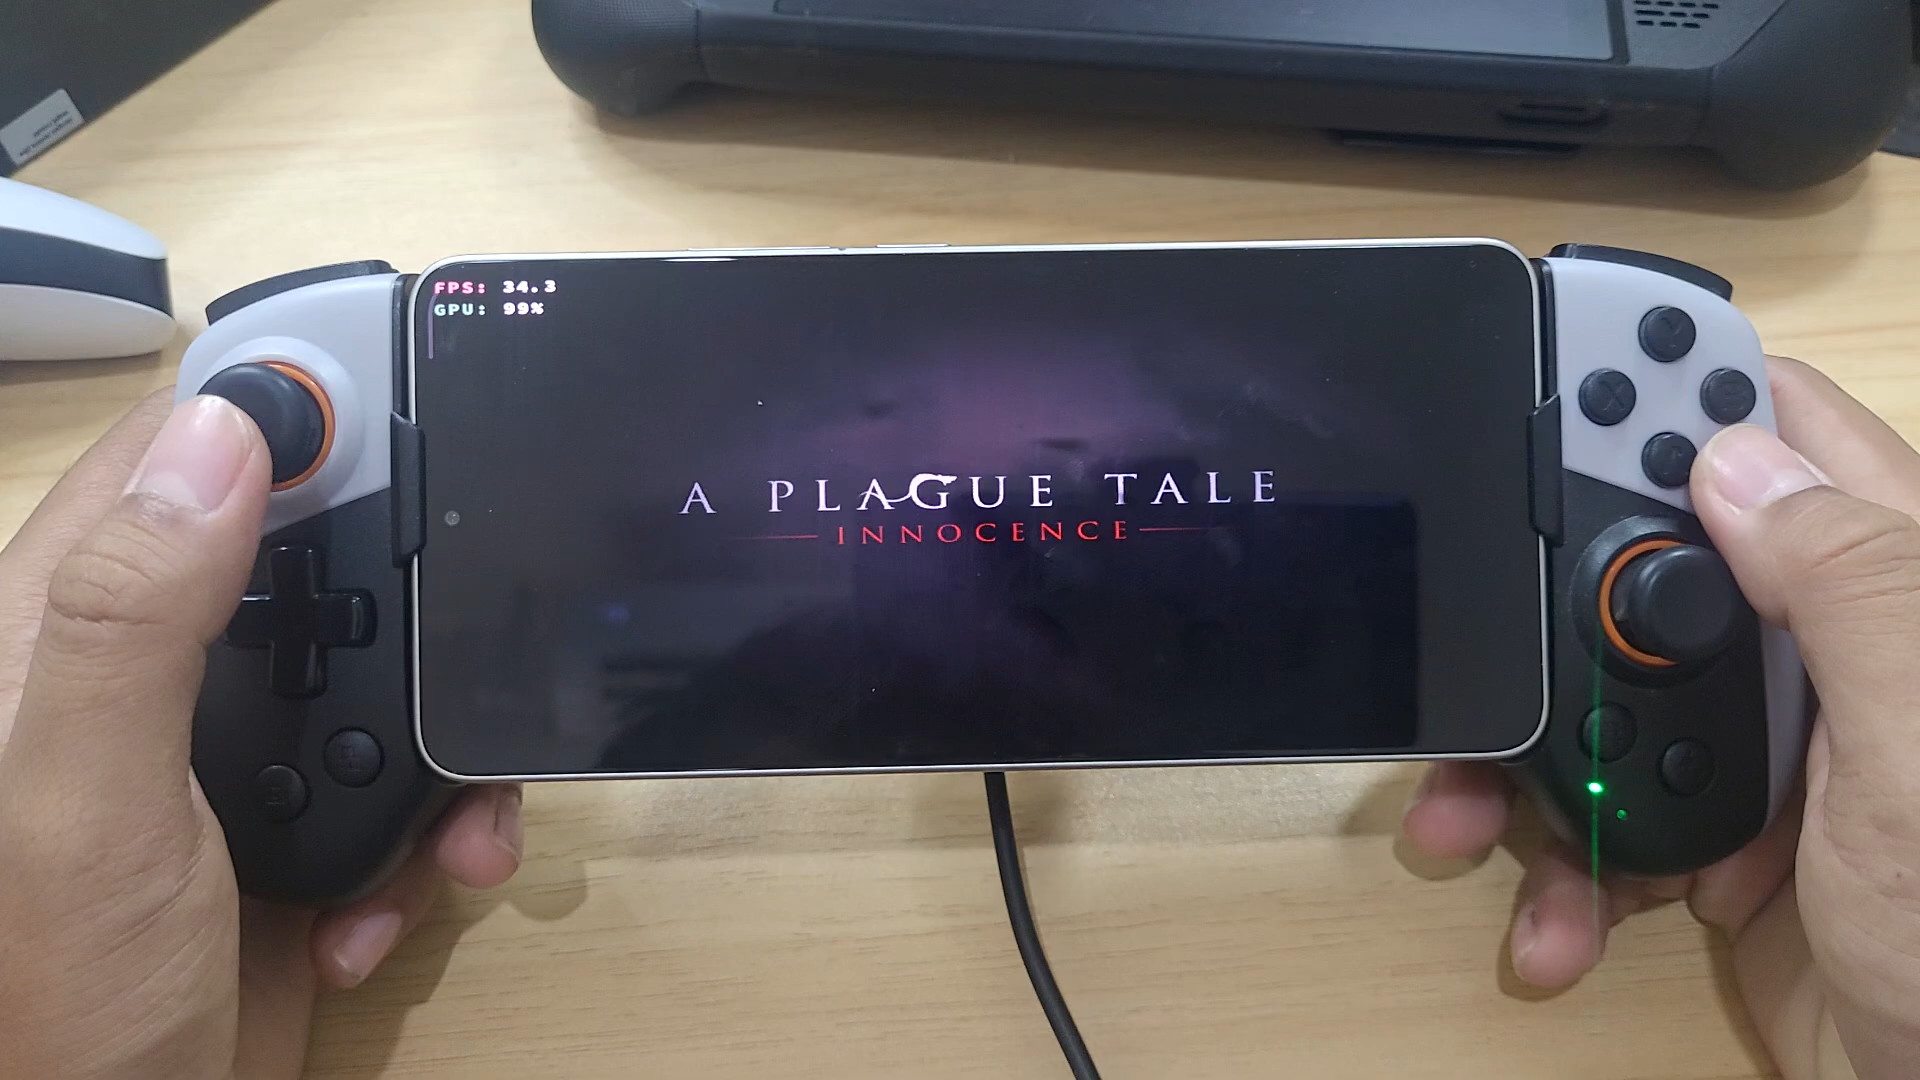 FPS: 34.3
GPU: 99%
A PLAGUE TALE
INNOCENCE
Y
X